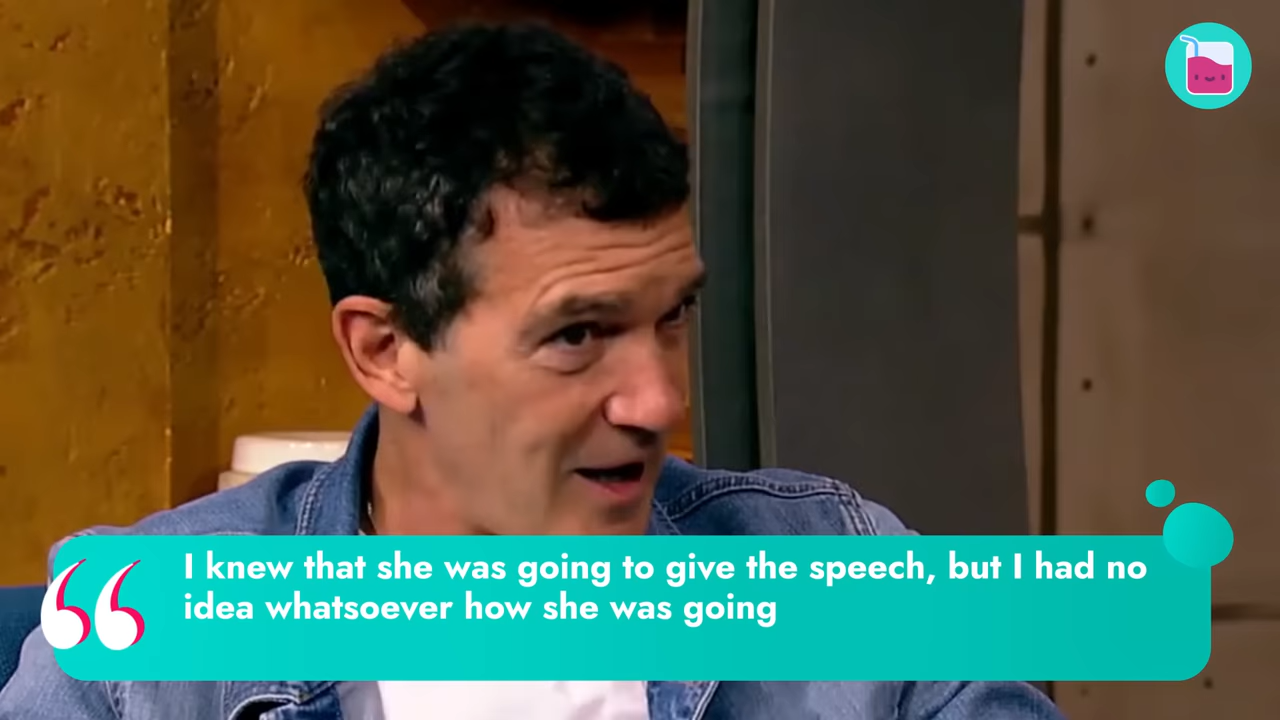 I knew that she was going to give the speech, but I had no
idea whatsoever how she was going